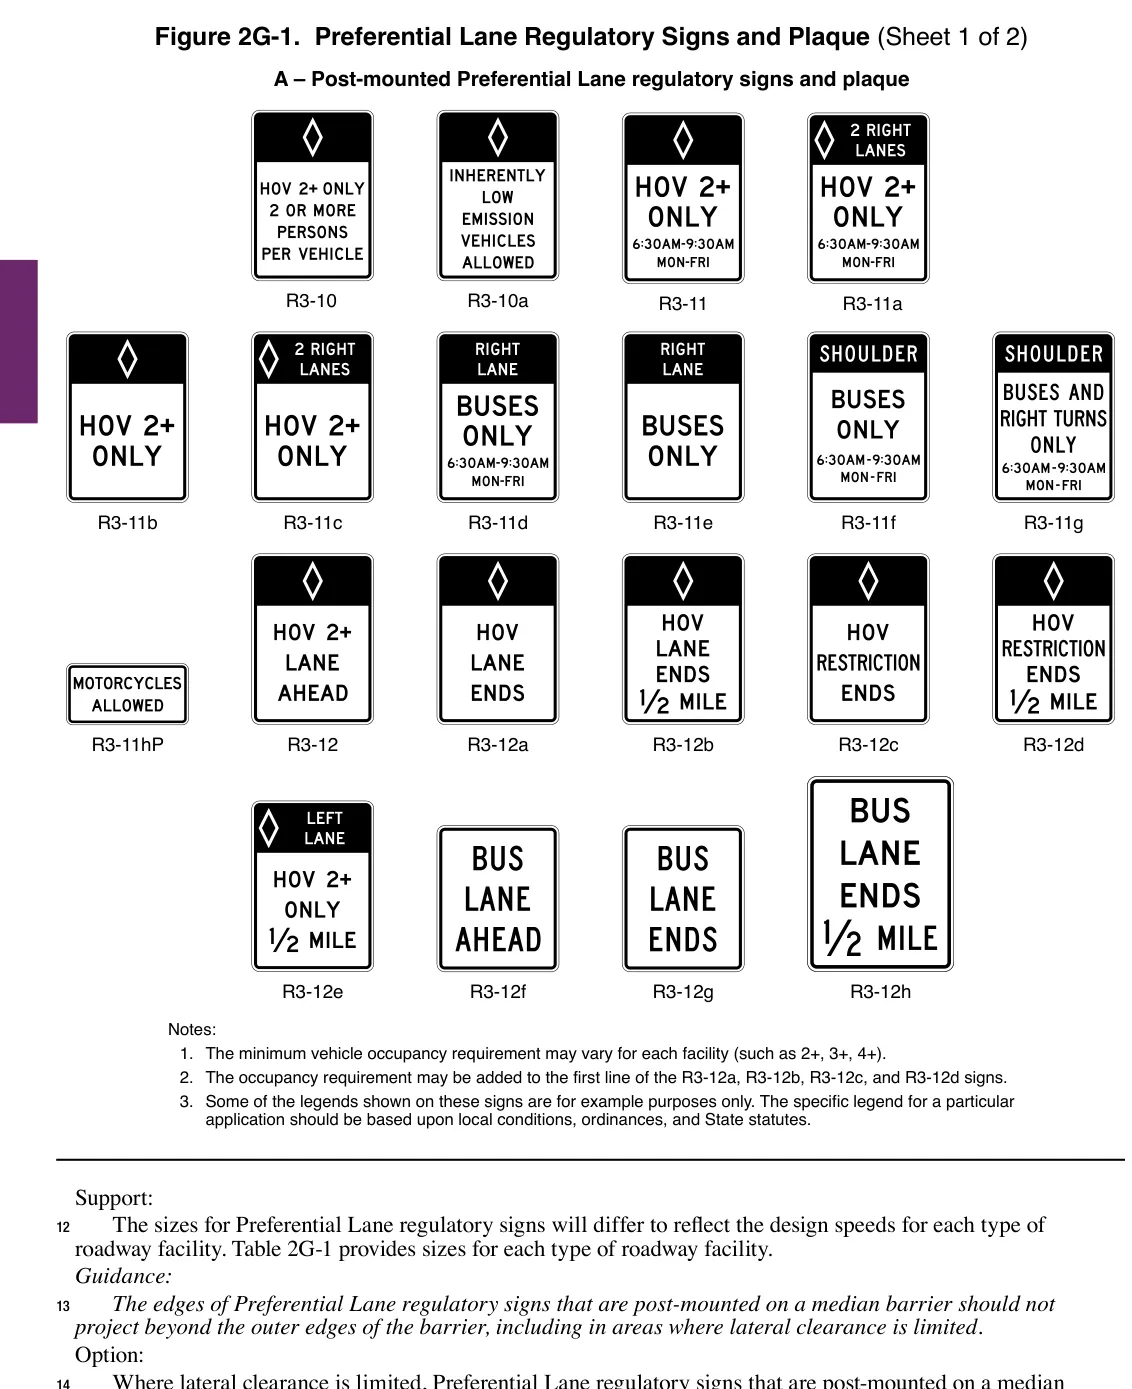 Figure 2G-1. Preferential Lane Regulatory Signs and Plaque (Sheet 1 of 2)
A – Post-mounted Preferential Lane regulatory signs and plaque
HOV 2+ ONLY
2 OR MORE
PERSONS
PER VEHICLE
R3-10
INHERENTLY
LOW
EMISSION
VEHICLES
ALLOWED
R3-10a
HOV 2+
ONLY
6:30AM-9:30AM
MON-FRI
R3-11
2 RIGHT
LANES
HOV 2+
ONLY
6:30AM-9:30AM
MON-FRI
R3-11a
HOV 2+
ONLY
R3-11b
2 RIGHT
LANES
HOV 2+
ONLY
R3-11c
RIGHT
LANE
BUSES
ONLY
6:30AM-9:30AM
MON-FRI
R3-11d
RIGHT
LANE
BUSES
ONLY
R3-11e
SHOULDER
BUSES
ONLY
6:30AM-9:30AM
MON-FRI
R3-11f
SHOULDER
BUSES AND
RIGHT TURNS
ONLY
6:30AM-9:30AM
MON-FRI
R3-11g
MOTORCYCLES
ALLOWED
R3-11hP
HOV 2+
LANE
AHEAD
R3-12
HOV
LANE
ENDS
R3-12a
HOV
LANE
ENDS
1/2 MILE
R3-12b
HOV
RESTRICTION
ENDS
R3-12c
HOV
RESTRICTION
ENDS
1/2 MILE
R3-12d
LEFT
LANE
HOV 2+
ONLY
1/2 MILE
R3-12e
BUS
LANE
AHEAD
R3-12f
BUS
LANE
ENDS
R3-12g
BUS
LANE
ENDS
1/2 MILE
R3-12h
Notes:
1. The minimum vehicle occupancy requirement may vary for each facility (such as 2+, 3+, 4+).
2. The occupancy requirement may be added to the first line of the R3-12a, R3-12b, R3-12c, and R3-12d signs.
3. Some of the legends shown on these signs are for example purposes only. The specific legend for a particular
application should be based upon local conditions, ordinances, and State statutes.
Support:
12 The sizes for Preferential Lane regulatory signs will differ to reflect the design speeds for each type of
roadway facility. Table 2G-1 provides sizes for each type of roadway facility.
Guidance:
13 The edges of Preferential Lane regulatory signs that are post-mounted on a median barrier should not
project beyond the outer edges of the barrier, including in areas where lateral clearance is limited.
Option:
14 Where lateral clearance is limited, Preferential Lane regulatory signs that are post-mounted on a median